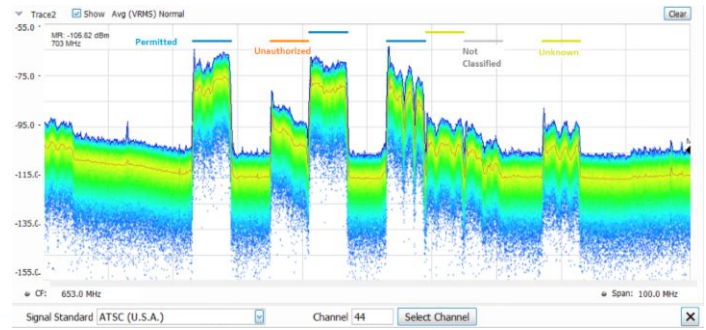 Trace2 Show Avg (VRMS) Normal Clear
-55.0
MR: -106.62 dBm
703 MHz
Permitted
Unauthorized
Not
Classified
Unknown
-75.0
-95.0
-115.0
-135.0
-155.0
CF: 653.0 MHz Span: 100.0 MHz
Signal Standard ATSC (U.S.A.) Channel 44 Select Channel